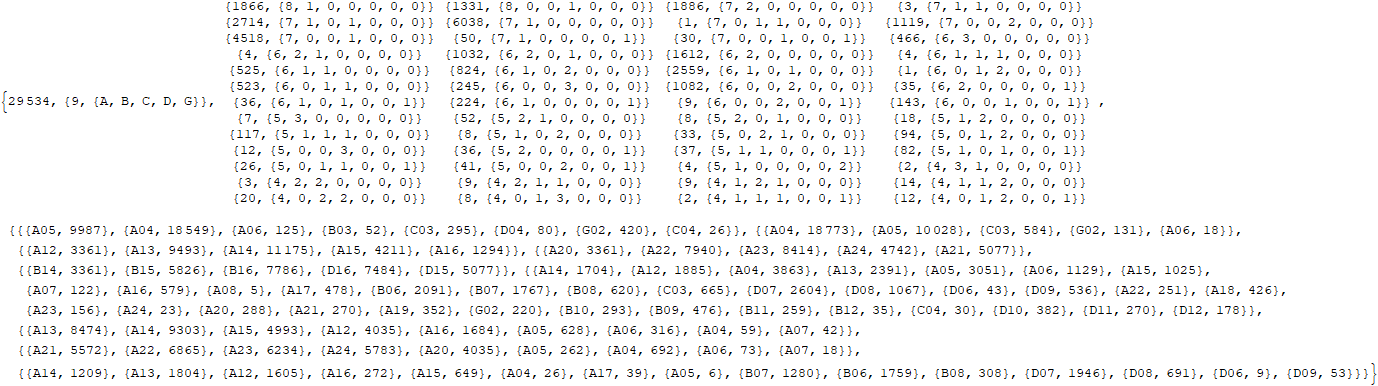 {1866, {8, 1, 0, 0, 0, 0, 0}} {1331, {8, 0, 0, 1, 0, 0, 0}} {1886, {7, 2, 0, 0, 0, 0, 0}} {3, {7, 1, 1, 0, 0, 0, 0}}
{2714, {7, 1, 0, 1, 0, 0, 0}} {6038, {7, 1, 0, 0, 0, 0, 0}} {1, {7, 0, 1, 1, 0, 0, 0}} {1119, {7, 0, 0, 2, 0, 0, 0}}
{4518, {7, 0, 0, 1, 0, 0, 0}} {50, {7, 1, 0, 0, 0, 0, 1}} {30, {7, 0, 0, 1, 0, 0, 1}} {466, {6, 3, 0, 0, 0, 0, 0}}
{4, {6, 2, 1, 0, 0, 0, 0}} {1032, {6, 2, 0, 1, 0, 0, 0}} {1612, {6, 2, 0, 0, 0, 0, 0}} {4, {6, 1, 1, 1, 0, 0, 0}}
{525, {6, 1, 1, 0, 0, 0, 0}} {824, {6, 1, 0, 2, 0, 0, 0}} {2559, {6, 1, 0, 1, 0, 0, 0}} {1, {6, 0, 1, 2, 0, 0, 0}}
{523, {6, 0, 1, 1, 0, 0, 0}} {245, {6, 0, 0, 3, 0, 0, 0}} {1082, {6, 0, 0, 2, 0, 0, 0}} {35, {6, 2, 0, 0, 0, 0, 1}}
{29534, {9, {A, B, C, D, G}}, {36, {6, 1, 0, 1, 0, 0, 1}} {224, {6, 1, 0, 0, 0, 0, 1}} {9, {6, 0, 0, 2, 0, 0, 1}} {143, {6, 0, 0, 1, 0, 0, 1}} ,
{7, {5, 3, 0, 0, 0, 0, 0}} {52, {5, 2, 1, 0, 0, 0, 0}} {8, {5, 2, 0, 1, 0, 0, 0}} {18, {5, 1, 2, 0, 0, 0, 0}}
{117, {5, 1, 1, 1, 0, 0, 0}} {8, {5, 1, 0, 2, 0, 0, 0}} {33, {5, 0, 2, 1, 0, 0, 0}} {94, {5, 0, 1, 2, 0, 0, 0}}
{12, {5, 0, 0, 3, 0, 0, 0}} {36, {5, 2, 0, 0, 0, 0, 1}} {37, {5, 1, 1, 0, 0, 0, 1}} {82, {5, 1, 0, 1, 0, 0, 1}}
{26, {5, 0, 1, 1, 0, 0, 1}} {41, {5, 0, 0, 2, 0, 0, 1}} {4, {5, 1, 0, 0, 0, 0, 2}} {2, {4, 3, 1, 0, 0, 0, 0}}
{3, {4, 2, 2, 0, 0, 0, 0}} {9, {4, 2, 1, 1, 0, 0, 0}} {9, {4, 1, 2, 1, 0, 0, 0}} {14, {4, 1, 1, 2, 0, 0, 0}}
{20, {4, 0, 2, 2, 0, 0, 0}} {8, {4, 0, 1, 3, 0, 0, 0}} {2, {4, 1, 1, 1, 0, 0, 1}} {12, {4, 0, 1, 2, 0, 0, 1}}
{{{A05, 9987}, {A04, 18549}, {A06, 125}, {B03, 52}, {C03, 295}, {D04, 80}, {G02, 420}, {C04, 26}}, {{A04, 18773}, {A05, 10028}, {C03, 584}, {G02, 131}, {A06, 18}},
{{A12, 3361}, {A13, 9493}, {A14, 11175}, {A15, 4211}, {A16, 1294}}, {{A20, 3361}, {A22, 7940}, {A23, 8414}, {A24, 4742}, {A21, 5077}},
{{B14, 3361}, {B15, 5826}, {B16, 7786}, {D16, 7484}, {D15, 5077}}, {{A14, 1704}, {A12, 1885}, {A04, 3863}, {A13, 2391}, {A05, 3051}, {A06, 1129}, {A15, 1025},
{A07, 122}, {A16, 579}, {A08, 5}, {A17, 478}, {B06, 2091}, {B07, 1767}, {B08, 620}, {C03, 665}, {D07, 2604}, {D08, 1067}, {D06, 43}, {D09, 536}, {A22, 251}, {A18, 426},
{A23, 156}, {A24, 23}, {A20, 288}, {A21, 270}, {A19, 352}, {G02, 220}, {B10, 293}, {B09, 476}, {B11, 259}, {B12, 35}, {C04, 30}, {D10, 382}, {D11, 270}, {D12, 178}},
{{A13, 8474}, {A14, 9303}, {A15, 4993}, {A12, 4035}, {A16, 1684}, {A05, 628}, {A06, 316}, {A04, 59}, {A07, 42}},
{{A21, 5572}, {A22, 6865}, {A23, 6234}, {A24, 5783}, {A20, 4035}, {A05, 262}, {A04, 692}, {A06, 73}, {A07, 18}},
{{A14, 1209}, {A13, 1804}, {A12, 1605}, {A16, 272}, {A15, 649}, {A04, 26}, {A17, 39}, {A05, 6}, {B07, 1280}, {B06, 1759}, {B08, 308}, {D07, 1946}, {D08, 691}, {D06, 9}, {D09, 53}}}}